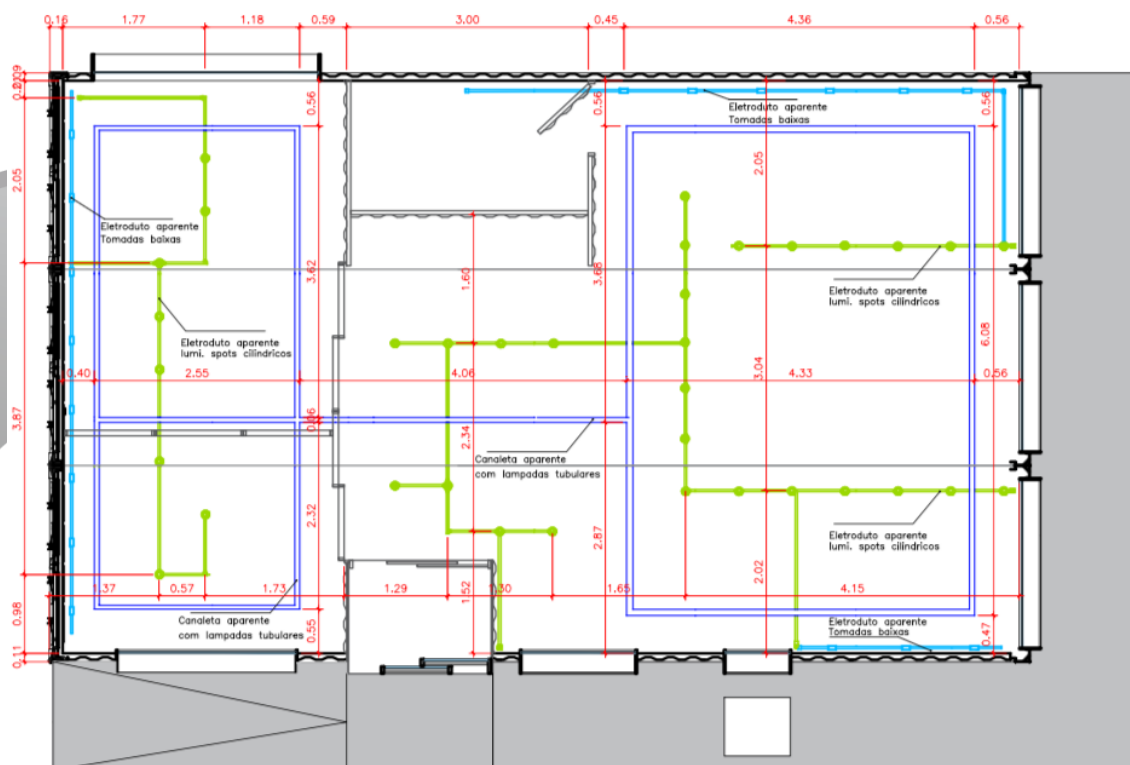 0.16
1.77
1.18
0.59
3.00
0.45
4.36
0.56
0.56
0.56
0.56
Eletroduto aparente
Tomadas baixas
2.05
2.05
Eletroduto aparente
Tomadas baixas
3.62
1.60
3.68
Eletroduto aparente
lumi. spots cilindricos
Eletroduto aparente
lumi. spots cilindricos
6.08
0.40
2.55
4.06
3.04
4.33
0.56
3.87
0.06
2.34
Canaleta aparente
com lampadas tubulares
2.32
2.87
Eletroduto aparente
lumi. spots cilindricos
1.37
0.57
1.73
1.29
1.52
1.65
2.02
4.15
0.98
Canaleta aparente
com lampadas tubulares
0.55
Eletroduto aparente
Tomadas baixas
0.47
0.11